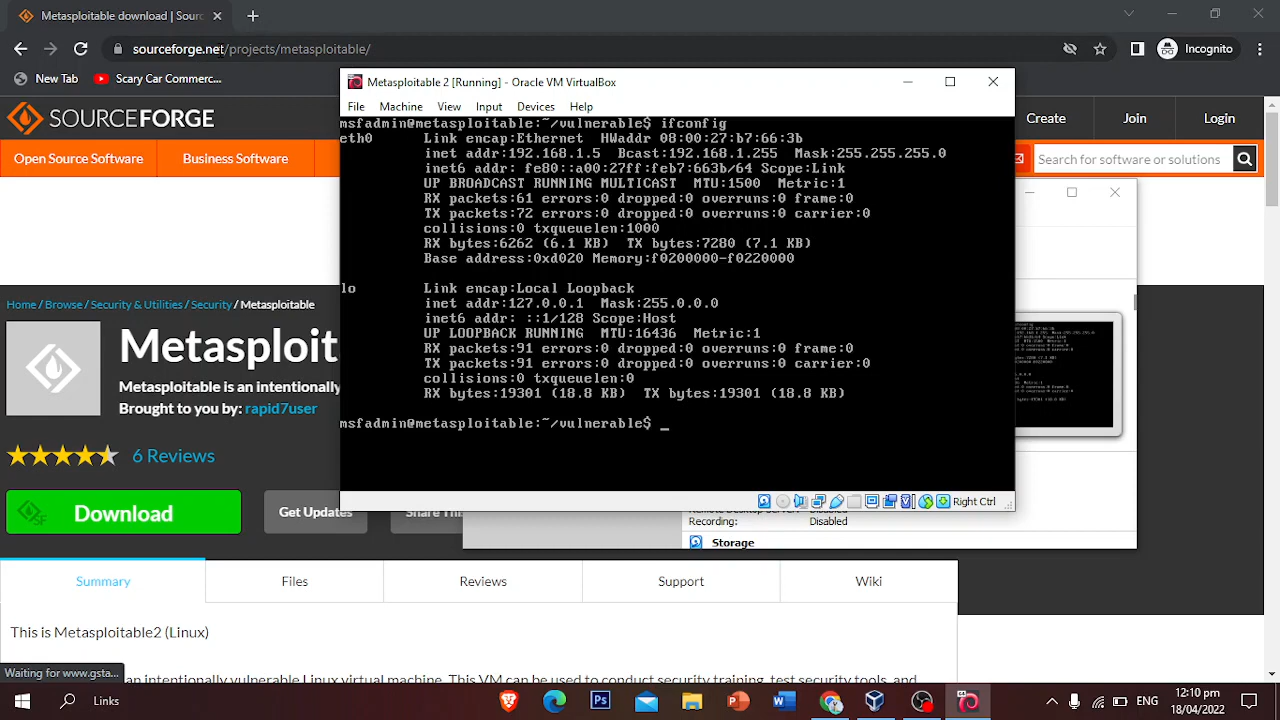 Metasploitable download | Sourc
sourceforge.net/projects/metasploitable/
Incognito
New Tab
Scary Car Commerc...
SOURCEFORGE
Create
Join
Login
Open Source Software
Business Software
Search for software or solutions
Metasploitable 2 [Running] - Oracle VM VirtualBox
File Machine View Input Devices Help
msfadmin@metasploitable:~/vulnerable$ ifconfig
eth0 Link encap:Ethernet HWaddr 08:00:27:b7:66:3b
inet addr:192.168.1.5 Bcast:192.168.1.255 Mask:255.255.255.0
inet6 addr: fe80::a00:27ff:feb7:663b/64 Scope:Link
UP BROADCAST RUNNING MULTICAST MTU:1500 Metric:1
RX packets:61 errors:0 dropped:0 overruns:0 frame:0
TX packets:72 errors:0 dropped:0 overruns:0 carrier:0
collisions:0 txqueuelen:1000
RX bytes:6262 (6.1 KB) TX bytes:7280 (7.1 KB)
Base address:0xd020 Memory:f0200000-f0220000
lo Link encap:Local Loopback
inet addr:127.0.0.1 Mask:255.0.0.0
inet6 addr: ::1/128 Scope:Host
UP LOOPBACK RUNNING MTU:16436 Metric:1
RX packets:91 errors:0 dropped:0 overruns:0 frame:0
TX packets:91 errors:0 dropped:0 overruns:0 carrier:0
collisions:0 txqueuelen:0
RX bytes:19301 (18.8 KB) TX bytes:19301 (18.8 KB)
msfadmin@metasploitable:~/vulnerable$ _
Right Ctrl
Home / Browse / Security & Utilities / Security / Metasploitable
Metasploi
Metasploitable is an intentionally
Brought to you by: rapid7user
6 Reviews
Download
Get Updates
Share This
Recording: Disabled
Storage
Summary
Files
Reviews
Support
Wiki
This is Metasploitable2 (Linux)
Waiting for www.gsta...
an intentionally vulnerable Linux virtual machine. This VM can be used to conduct security training, test security tools, and
Links
ENG
12:10 pm
18/04/2022